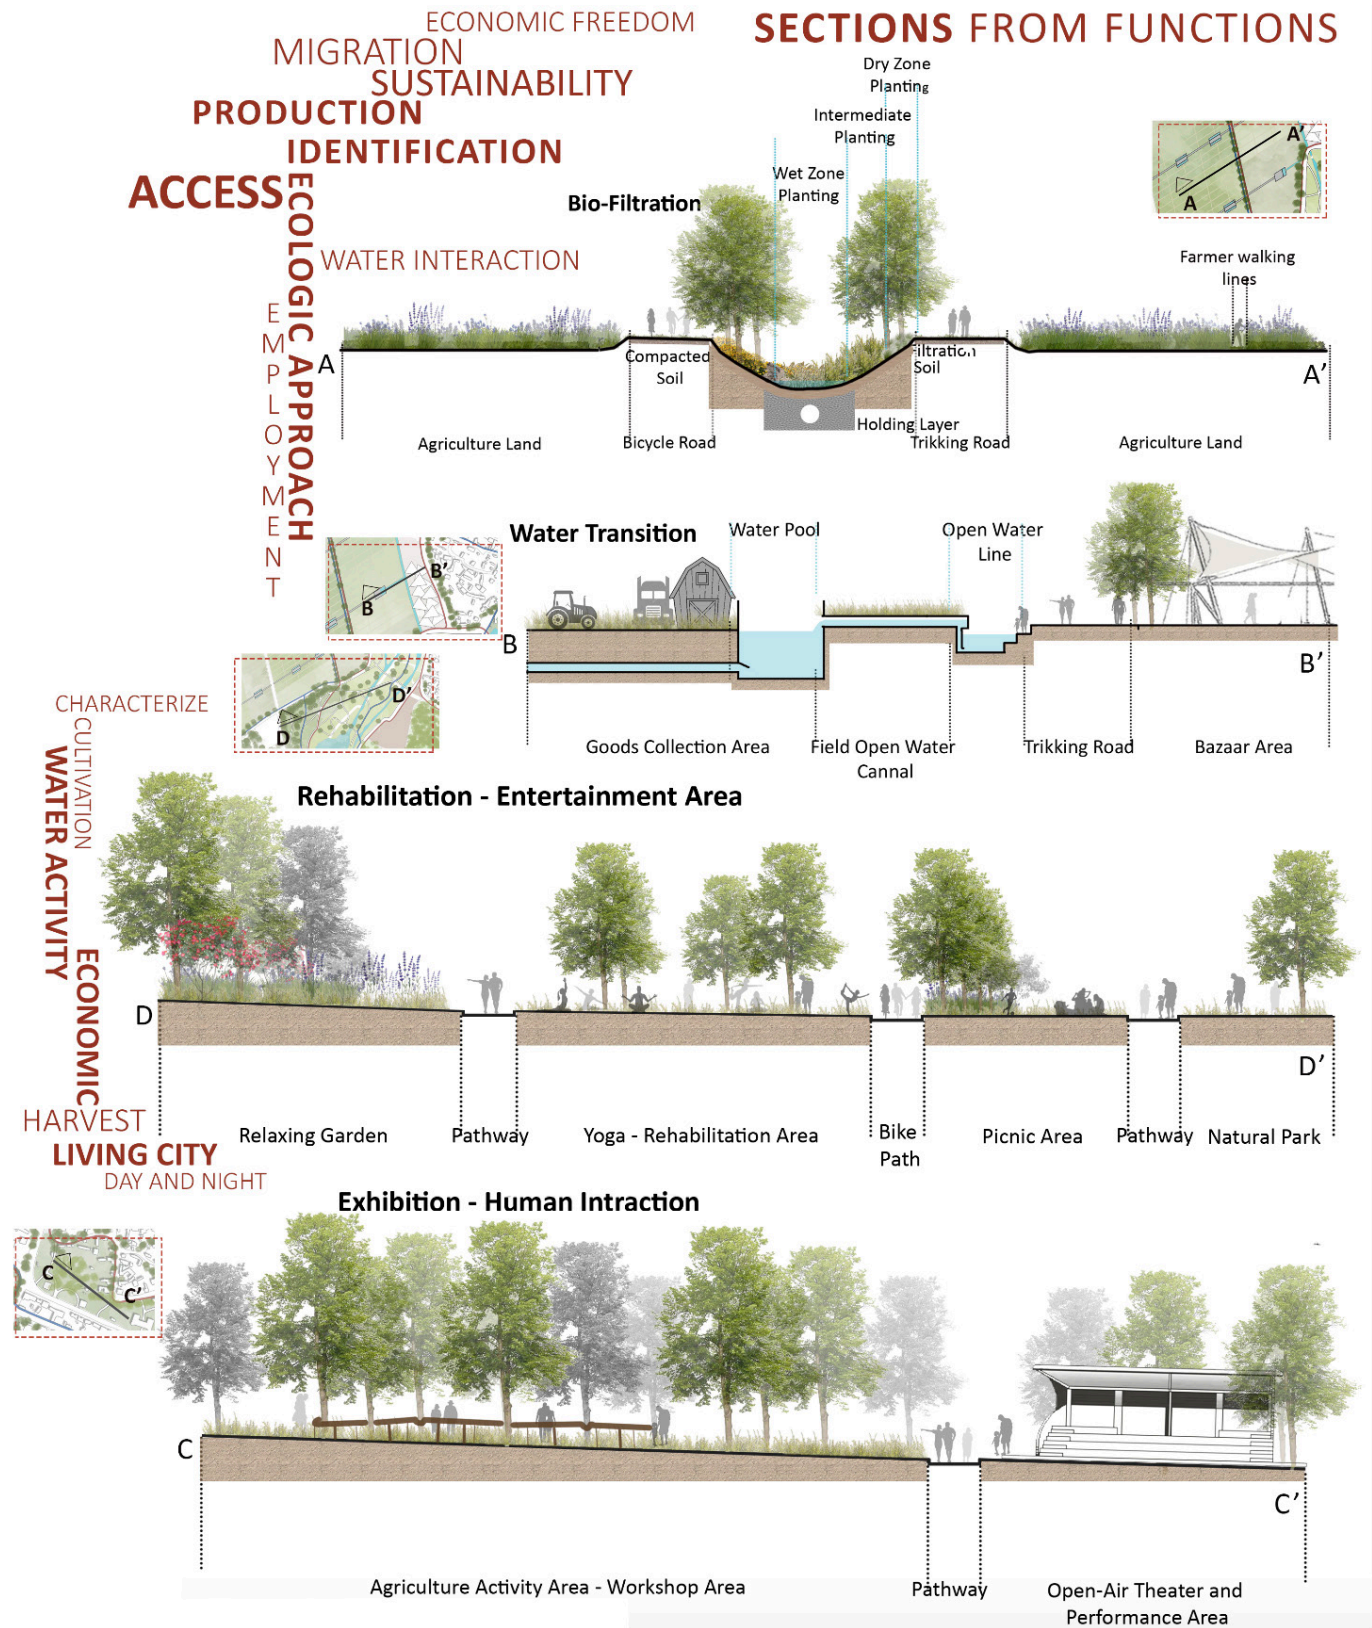 ECONOMIC FREEDOM
SECTIONS FROM FUNCTIONS
MIGRATION
SUSTAINABILITY
PRODUCTION
IDENTIFICATION
ACCESS
ECOLOGIC APPROACH
WATER INTERACTION
EMPLOYMENT
Dry Zone
Planting
Intermediate
Planting
Wet Zone
Planting
Bio-Filtration
A'
A
Farmer walking
lines
A
Compacted
Soil
Filtration
Soil
A'
Holding Layer
Agriculture Land
Bicycle Road
Trikking Road
Agriculture Land
Water Transition
Water Pool
Open Water
Line
B'
B
B
B'
D'
D
Goods Collection Area
Field Open Water
Cannal
Trikking Road
Bazaar Area
CHARACTERIZE
CULTIVATION
WATER ACTIVITY
ECONOMIC
Rehabilitation - Entertainment Area
D
D'
Relaxing Garden
Pathway
Yoga - Rehabilitation Area
Bike
Path
Picnic Area
Pathway
Natural Park
HARVEST
LIVING CITY
DAY AND NIGHT
Exhibition - Human Intraction
C
C'
C
C'
Agriculture Activity Area - Workshop Area
Pathway
Open-Air Theater and
Performance Area